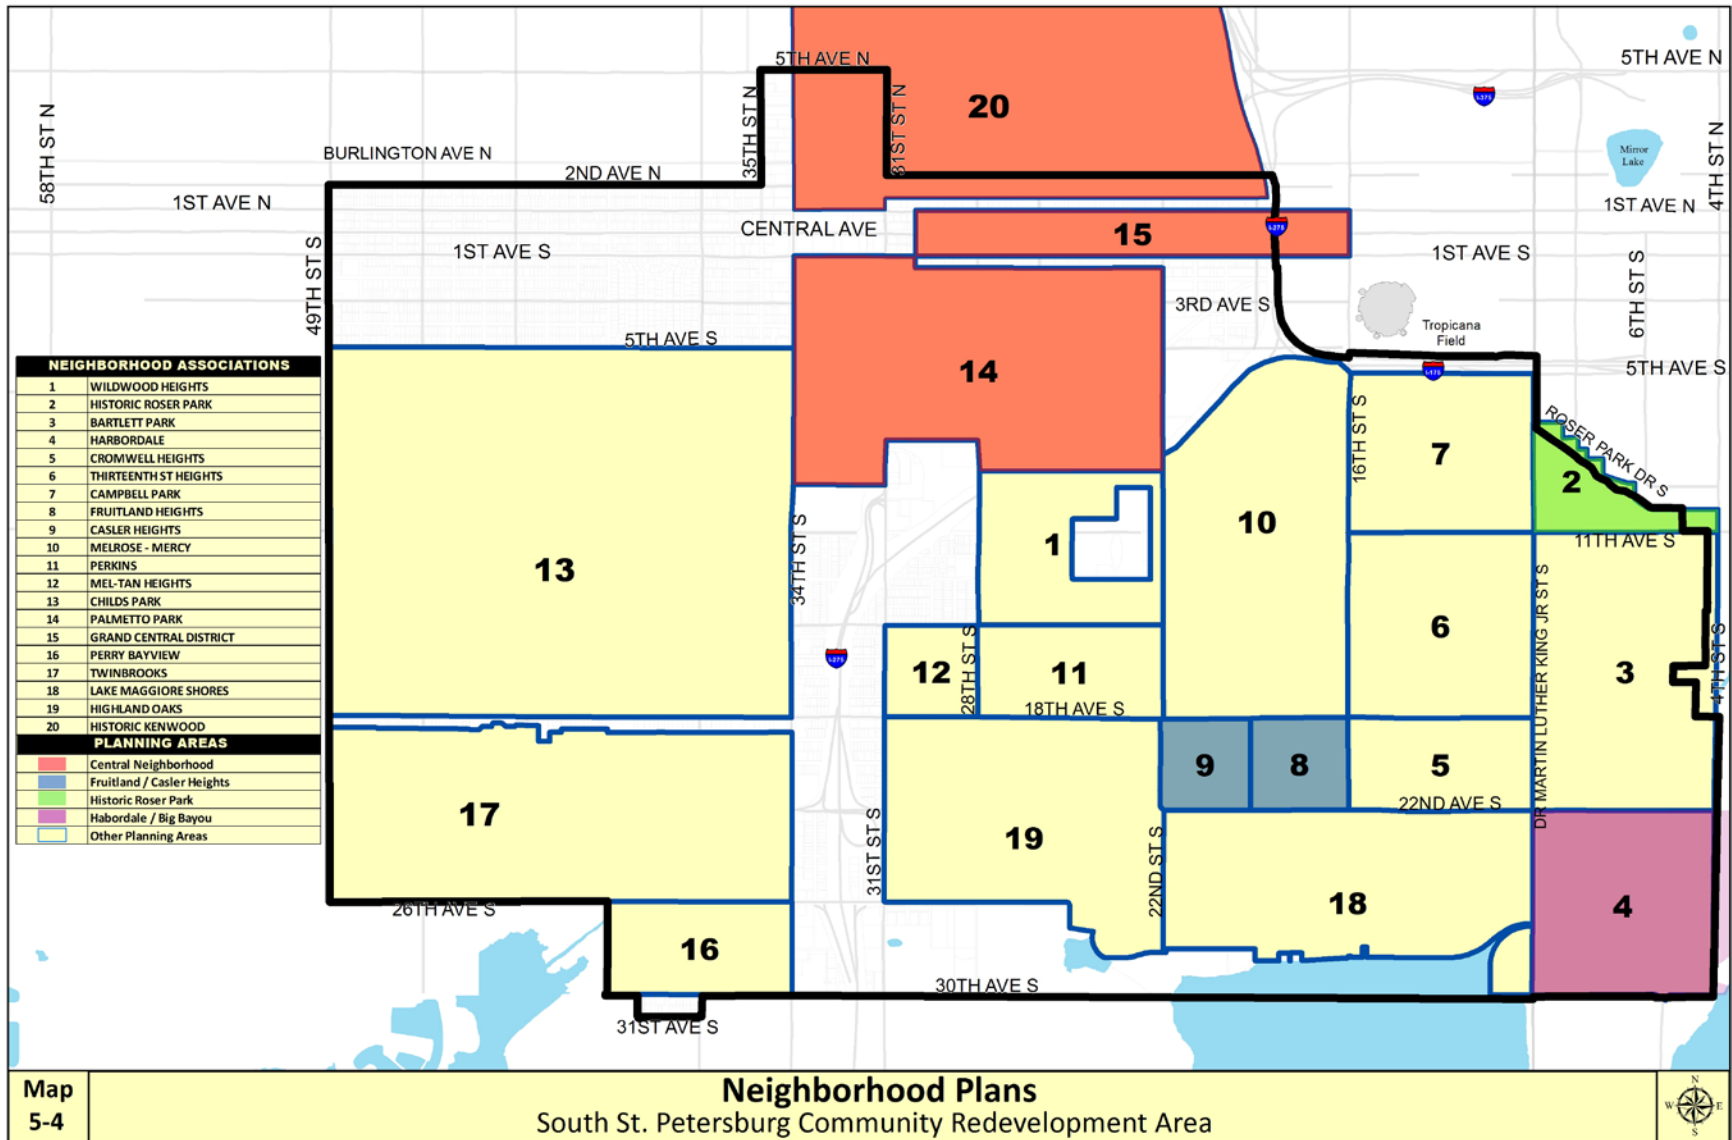 5TH AVE N
5TH AVE N
58TH ST N
35TH ST N
31ST ST N
20
I-375
4TH ST N
Mirror
Lake
BURLINGTON AVE N
2ND AVE N
1ST AVE N
1ST AVE N
CENTRAL AVE
15
I-275
1ST AVE S
1ST AVE S
49TH ST S
6TH ST S
3RD AVE S
5TH AVE S
Tropicana
Field
5TH AVE S
I-175
14
NEIGHBORHOOD ASSOCIATIONS
1 WILDWOOD HEIGHTS
2 HISTORIC ROSER PARK
3 BARTLETT PARK
4 HARBORDALE
5 CROMWELL HEIGHTS
6 THIRTEENTH ST HEIGHTS
7 CAMPBELL PARK
8 FRUITLAND HEIGHTS
9 CASLER HEIGHTS
10 MELROSE - MERCY
11 PERKINS
12 MEL-TAN HEIGHTS
13 CHILDS PARK
14 PALMETTO PARK
15 GRAND CENTRAL DISTRICT
16 PERRY BAYVIEW
17 TWINBROOKS
18 LAKE MAGGIORE SHORES
19 HIGHLAND OAKS
20 HISTORIC KENWOOD
PLANNING AREAS
Central Neighborhood
Fruitland / Casler Heights
Historic Roser Park
Habordale / Big Bayou
Other Planning Areas
16TH ST S
7
ROSER PARK DR S
2
10
1
11TH AVE S
13
34TH ST S
6
DR MARTIN LUTHER KING JR ST S
3
4TH ST S
I-275
12
28TH ST S
11
18TH AVE S
9
8
5
22ND AVE S
17
31ST ST S
19
22ND ST S
18
4
26TH AVE S
16
30TH AVE S
31ST AVE S
Map
5-4
Neighborhood Plans
South St. Petersburg Community Redevelopment Area
N
W
E
S